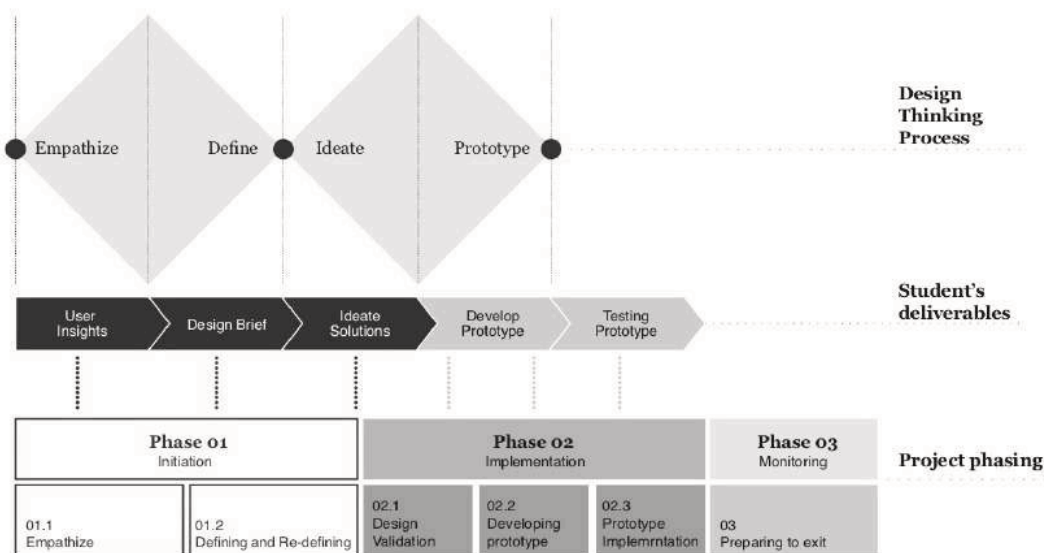 Design
Thinking
Process
Empathize
Define
Ideate
Prototype
Student's
deliverables
User
Insights
Design Brief
Ideate
Solutions
Develop
Prototype
Testing
Prototype
Phase 01
Initiation
Phase 02
Implementation
Phase 03
Monitoring
Project phasing
01.1
Empathize
01.2
Defining and Re-defining
02.1
Design
Validation
02.2
Developing
prototype
02.3
Prototype
Implemrntation
03
Preparing to exit